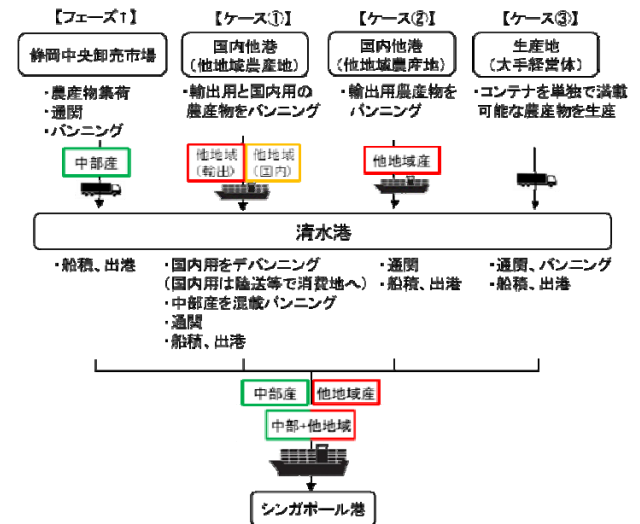 【フェーズ1】
静岡中央卸売市場
・農産物集荷
・通関
・バンニング
中部産
【ケース①】
国内他港
(他地域農産地)
・輸出用と国内用の
農産物をバンニング
他地域
(輸出)
他地域
(国内)
【ケース②】
国内他港
(他地域農産地)
・輸出用農産物を
バンニング
他地域産
【ケース③】
生産地
(大手経営体)
・コンテナを単独で満載
可能な農産物を生産
清水港
・船積、出港
・国内用をデバンニング
(国内用は陸送等で消費地へ)
・中部産を混載バンニング
・通関
・船積、出港
・通関
・船積、出港
・通関、バンニング
・船積、出港
中部産
他地域産
中部+他地域
シンガポール港